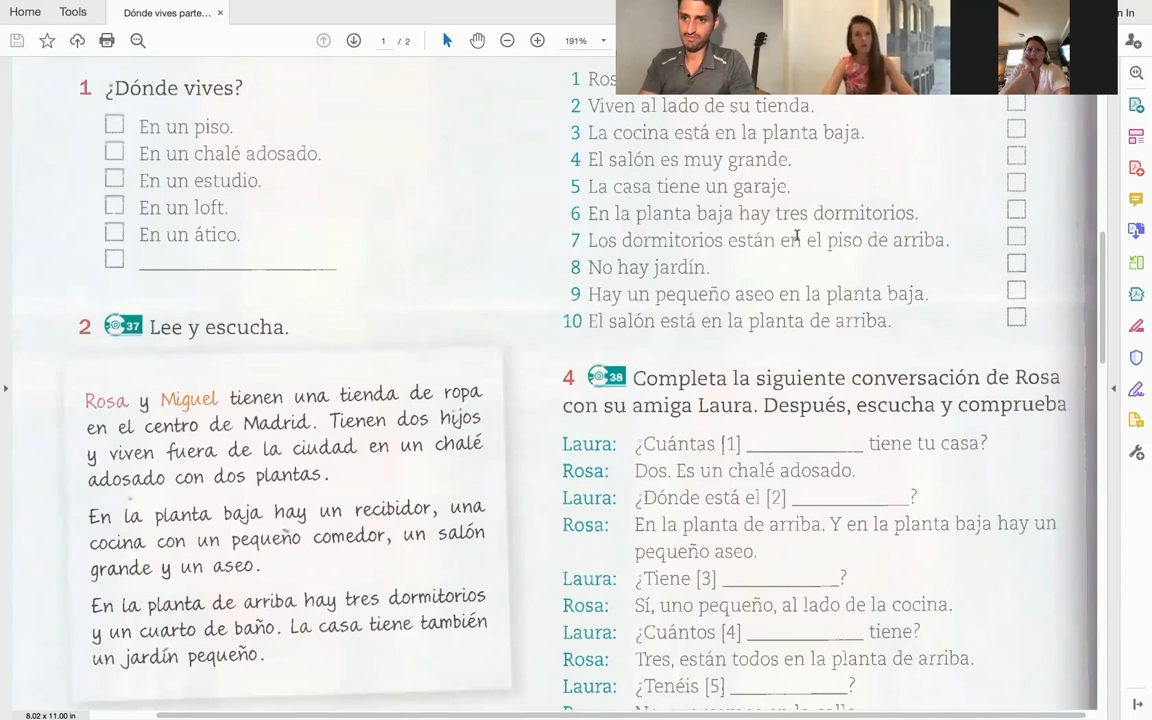 Home
Tools
Dónde vives parte... ×
n In
1 / 2
191%
1 ¿Dónde vives?
En un piso.
En un chalé adosado.
En un estudio.
En un loft.
En un ático.
2 37 Lee y escucha.
Rosa y Miguel tienen una tienda de ropa
en el centro de Madrid. Tienen dos hijos
y viven fuera de la ciudad en un chalé
adosado con dos plantas.
En la planta baja hay un recibidor, una
cocina con un pequeño comedor, un salón
grande y un aseo.
En la planta de arriba hay tres dormitorios
y un cuarto de baño. La casa tiene también
un jardín pequeño.
1 Ros
2 Viven al lado de su tienda.
3 La cocina está en la planta baja.
4 El salón es muy grande.
5 La casa tiene un garaje.
6 En la planta baja hay tres dormitorios.
7 Los dormitorios están en el piso de arriba.
8 No hay jardín.
9 Hay un pequeño aseo en la planta baja.
10 El salón está en la planta de arriba.
4 38 Completa la siguiente conversación de Rosa
con su amiga Laura. Después, escucha y comprueba
Laura: ¿Cuántas [1] __________ tiene tu casa?
Rosa: Dos. Es un chalé adosado.
Laura: ¿Dónde está el [2] __________?
Rosa: En la planta de arriba. Y en la planta baja hay un
pequeño aseo.
Laura: ¿Tiene [3] __________?
Rosa: Sí, uno pequeño, al lado de la cocina.
Laura: ¿Cuántos [4] __________ tiene?
Rosa: Tres, están todos en la planta de arriba.
Laura: ¿Tenéis [5] __________?
8.02 x 11.00 in